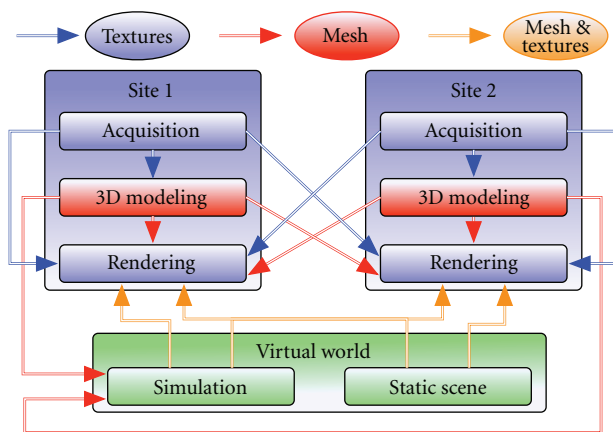 Textures
Mesh
Mesh &
textures
Site 1
Acquisition
3D modeling
Rendering
Site 2
Acquisition
3D modeling
Rendering
Virtual world
Simulation
Static scene